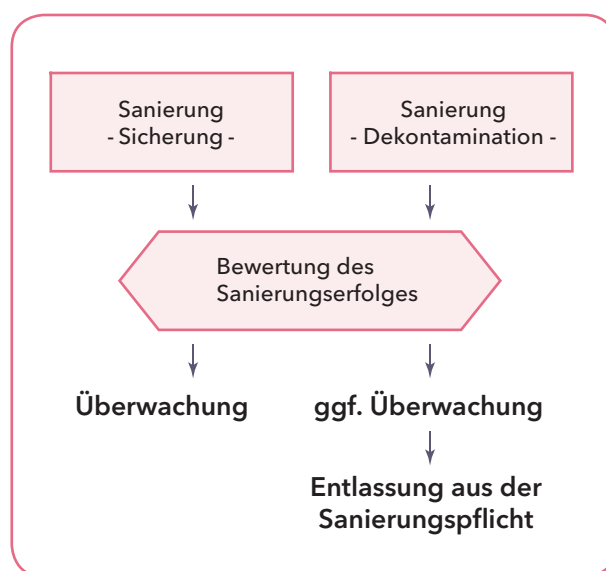 Sanierung
- Sicherung -
Sanierung
- Dekontamination -
Bewertung des
Sanierungserfolges
Überwachung
ggf. Überwachung
Entlassung aus der
Sanierungspflicht